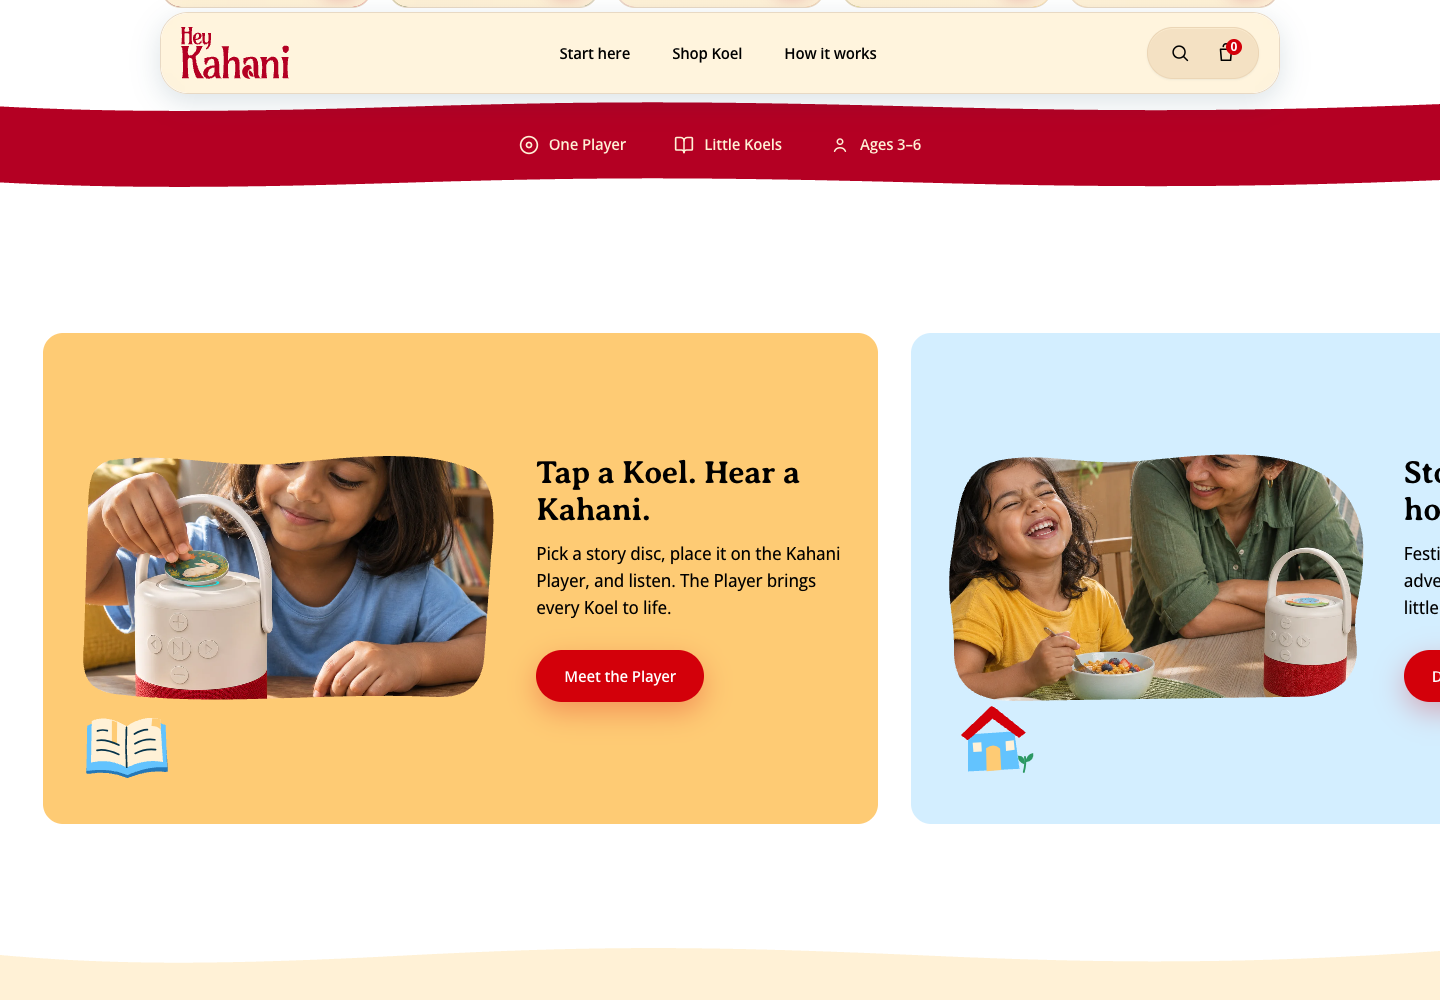 Hey
Kahani
Start here
Shop Koel
How it works
0
One Player
Little Koels
Ages 3–6
Tap a Koel. Hear a
Kahani.
Pick a story disc, place it on the Kahani
Player, and listen. The Player brings
every Koel to life.
Meet the Player
little